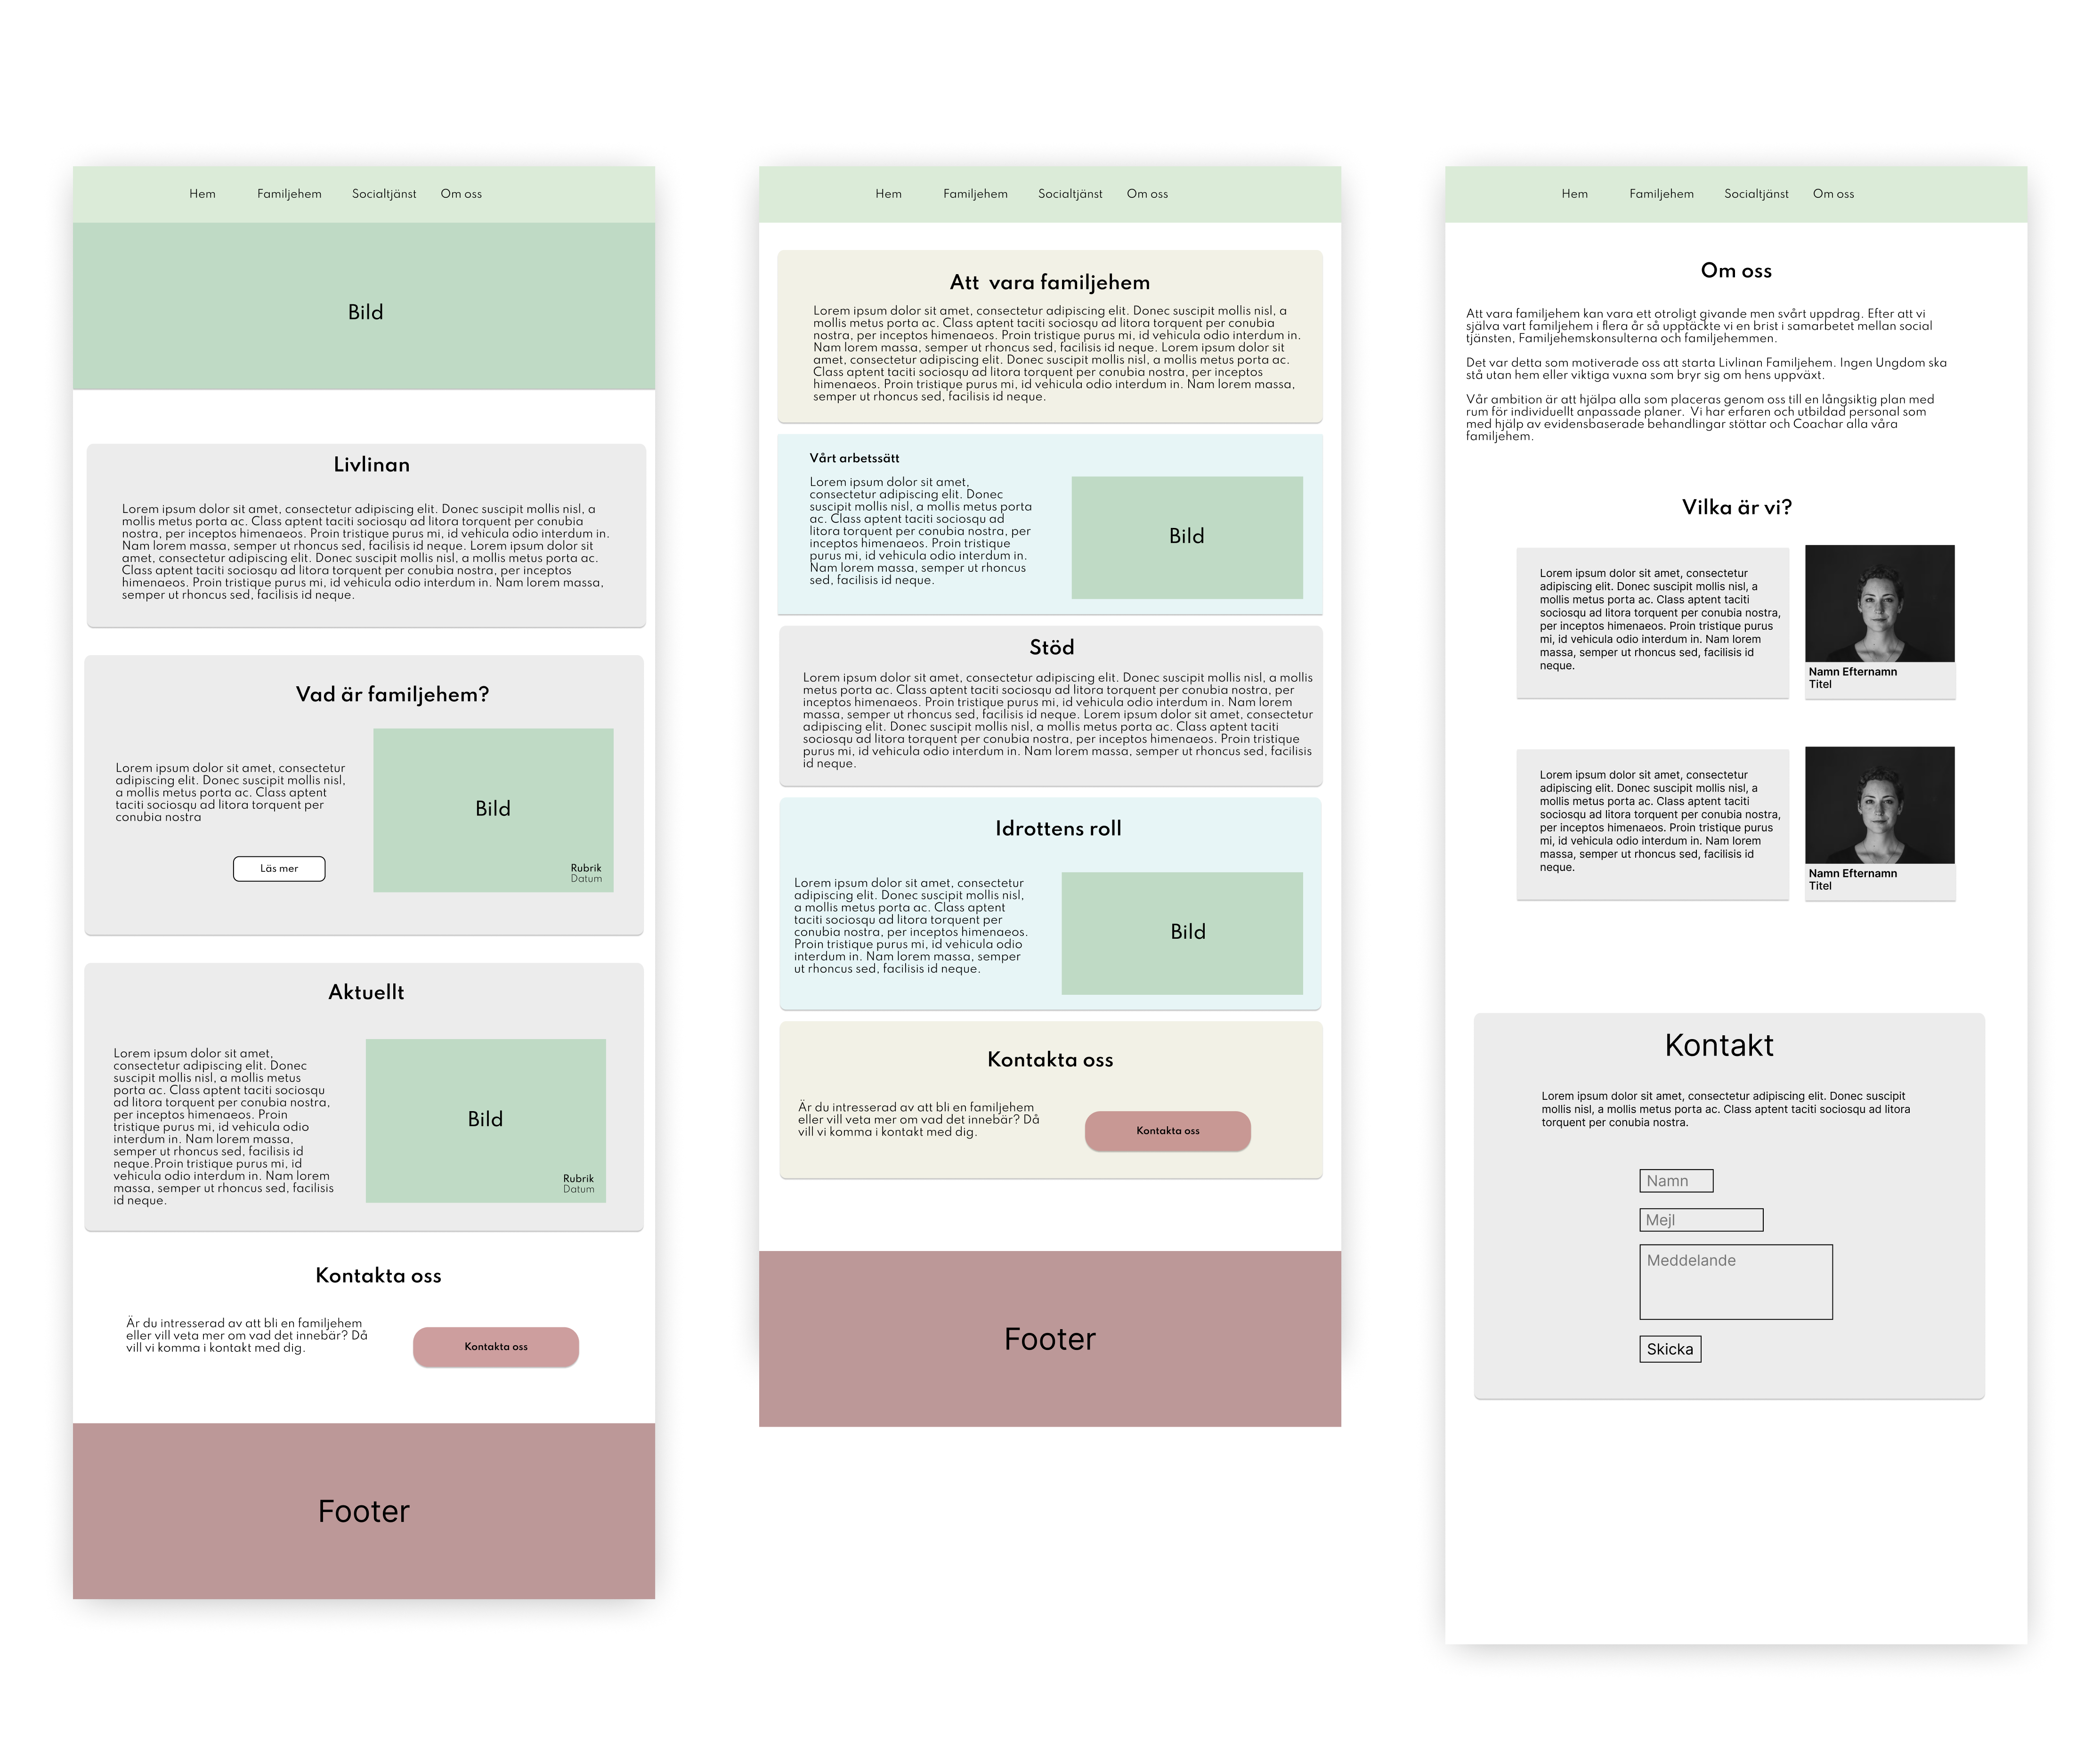 Hem Familjehem Socialtjänst Om oss
Bild
Livlinan
Lorem ipsum dolor sit amet, consectetur adipiscing elit. Donec suscipit mollis nisl, a
mollis metus porta ac. Class aptent taciti sociosqu ad litora torquent per conubia
nostra, per inceptos himenaeos. Proin tristique purus mi, id vehicula odio interdum in.
Nam lorem massa, semper ut rhoncus sed, facilisis id neque. Lorem ipsum dolor sit
amet, consectetur adipiscing elit. Donec suscipit mollis nisl, a mollis metus porta ac.
Class aptent taciti sociosqu ad litora torquent per conubia nostra, per inceptos
himenaeos. Proin tristique purus mi, id vehicula odio interdum in. Nam lorem massa,
semper ut rhoncus sed, facilisis id neque.
Vad är familjehem?
Lorem ipsum dolor sit amet, consectetur
adipiscing elit. Donec suscipit mollis nisl,
a mollis metus porta ac. Class aptent
taciti sociosqu ad litora torquent per
conubia nostra
Läs mer
Bild
Rubrik
Datum
Aktuellt
Lorem ipsum dolor sit amet,
consectetur adipiscing elit. Donec
suscipit mollis nisl, a mollis metus
porta ac. Class aptent taciti sociosqu
ad litora torquent per conubia nostra,
per inceptos himenaeos. Proin
tristique purus mi, id vehicula odio
interdum in. Nam lorem massa,
semper ut rhoncus sed, facilisis id
neque.Proin tristique purus mi, id
vehicula odio interdum in. Nam lorem
massa, semper ut rhoncus sed, facilisis
id neque.
Bild
Rubrik
Datum
Kontakta oss
Är du intresserad av att bli en familjehem
eller vill veta mer om vad det innebär? Då
vill vi komma i kontakt med dig.
Kontakta oss
Footer
Hem Familjehem Socialtjänst Om oss
Att  vara familjehem
Lorem ipsum dolor sit amet, consectetur adipiscing elit. Donec suscipit mollis nisl, a
mollis metus porta ac. Class aptent taciti sociosqu ad litora torquent per conubia
nostra, per inceptos himenaeos. Proin tristique purus mi, id vehicula odio interdum in.
Nam lorem massa, semper ut rhoncus sed, facilisis id neque. Lorem ipsum dolor sit
amet, consectetur adipiscing elit. Donec suscipit mollis nisl, a mollis metus porta ac.
Class aptent taciti sociosqu ad litora torquent per conubia nostra, per inceptos
himenaeos. Proin tristique purus mi, id vehicula odio interdum in. Nam lorem massa,
semper ut rhoncus sed, facilisis id neque.
Vårt arbetssätt
Lorem ipsum dolor sit amet,
consectetur adipiscing elit. Donec
suscipit mollis nisl, a mollis metus porta
ac. Class aptent taciti sociosqu ad
litora torquent per conubia nostra, per
inceptos himenaeos. Proin tristique
purus mi, id vehicula odio interdum in.
Nam lorem massa, semper ut rhoncus
sed, facilisis id neque.
Bild
Stöd
Lorem ipsum dolor sit amet, consectetur adipiscing elit. Donec suscipit mollis nisl, a mollis
metus porta ac. Class aptent taciti sociosqu ad litora torquent per conubia nostra, per
inceptos himenaeos. Proin tristique purus mi, id vehicula odio interdum in. Nam lorem
massa, semper ut rhoncus sed, facilisis id neque. Lorem ipsum dolor sit amet, consectetur
adipiscing elit. Donec suscipit mollis nisl, a mollis metus porta ac. Class aptent taciti
sociosqu ad litora torquent per conubia nostra, per inceptos himenaeos. Proin tristique
purus mi, id vehicula odio interdum in. Nam lorem massa, semper ut rhoncus sed, facilisis
id neque.
Idrottens roll
Lorem ipsum dolor sit amet, consectetur
adipiscing elit. Donec suscipit mollis nisl,
a mollis metus porta ac. Class aptent
taciti sociosqu ad litora torquent per
conubia nostra, per inceptos himenaeos.
Proin tristique purus mi, id vehicula odio
interdum in. Nam lorem massa, semper
ut rhoncus sed, facilisis id neque.
Bild
Kontakta oss
Är du intresserad av att bli en familjehem
eller vill veta mer om vad det innebär? Då
vill vi komma i kontakt med dig.
Kontakta oss
Footer
Hem Familjehem Socialtjänst Om oss
Om oss
Att vara familjehem kan vara ett otroligt givande men svårt uppdrag. Efter att vi
själva vart familjehem i flera år så upptäckte vi en brist i samarbetet mellan social
tjänsten, Familjehemskonsulterna och familjehemmen.
Det var detta som motiverade oss att starta Livlinan Familjehem. Ingen Ungdom ska
stå utan hem eller viktiga vuxna som bryr sig om hens uppväxt.
Vår ambition är att hjälpa alla som placeras genom oss till en långsiktig plan med
rum för individuellt anpassade planer.  Vi har erfaren och utbildad personal som
med hjälp av evidensbaserade behandlingar stöttar och Coachar alla våra
familjehem.
Vilka är vi?
Lorem ipsum dolor sit amet, consectetur
adipiscing elit. Donec suscipit mollis nisl, a
mollis metus porta ac. Class aptent taciti
sociosqu ad litora torquent per conubia nostra,
per inceptos himenaeos. Proin tristique purus
mi, id vehicula odio interdum in. Nam lorem
massa, semper ut rhoncus sed, facilisis id
neque.
Namn Efternamn
Titel
Lorem ipsum dolor sit amet, consectetur
adipiscing elit. Donec suscipit mollis nisl, a
mollis metus porta ac. Class aptent taciti
sociosqu ad litora torquent per conubia nostra,
per inceptos himenaeos. Proin tristique purus
mi, id vehicula odio interdum in. Nam lorem
massa, semper ut rhoncus sed, facilisis id
neque.
Namn Efternamn
Titel
Kontakt
Lorem ipsum dolor sit amet, consectetur adipiscing elit. Donec suscipit
mollis nisl, a mollis metus porta ac. Class aptent taciti sociosqu ad litora
torquent per conubia nostra.
Namn
Mejl
Meddelande
Skicka